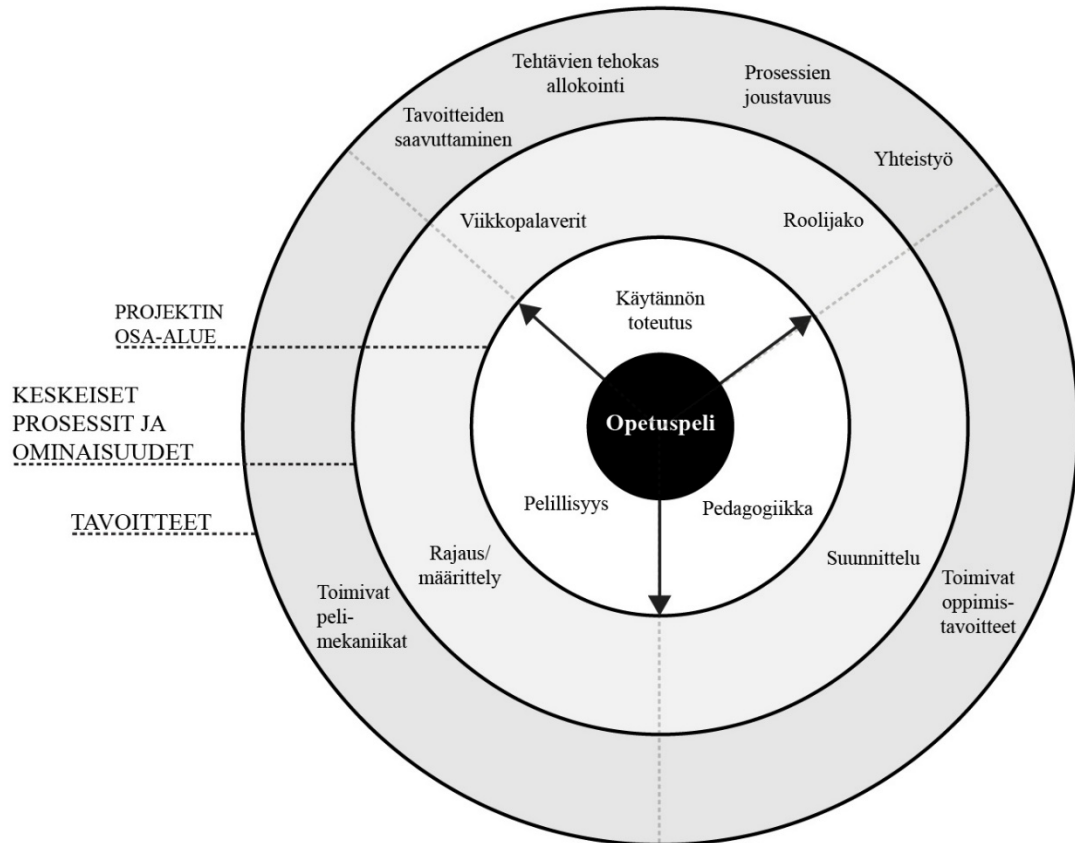 Tehtävien tehokas
allokointi
Prosessien
joustavuus
Tavoitteiden
saavuttaminen
Yhteistyö
Viikkopalaverit
Roolijako
Käytännön
toteutus
PROJEKTIN
OSA-ALUE
KESKEISET
PROSESSIT JA
OMINAISUUDET
TAVOITTEET
Opetuspeli
Pelillisyys
Pedagogiikka
Rajaus/
määrittely
Suunnittelu
Toimivat
peli-
mekaniikat
Toimivat
oppimis-
tavoitteet